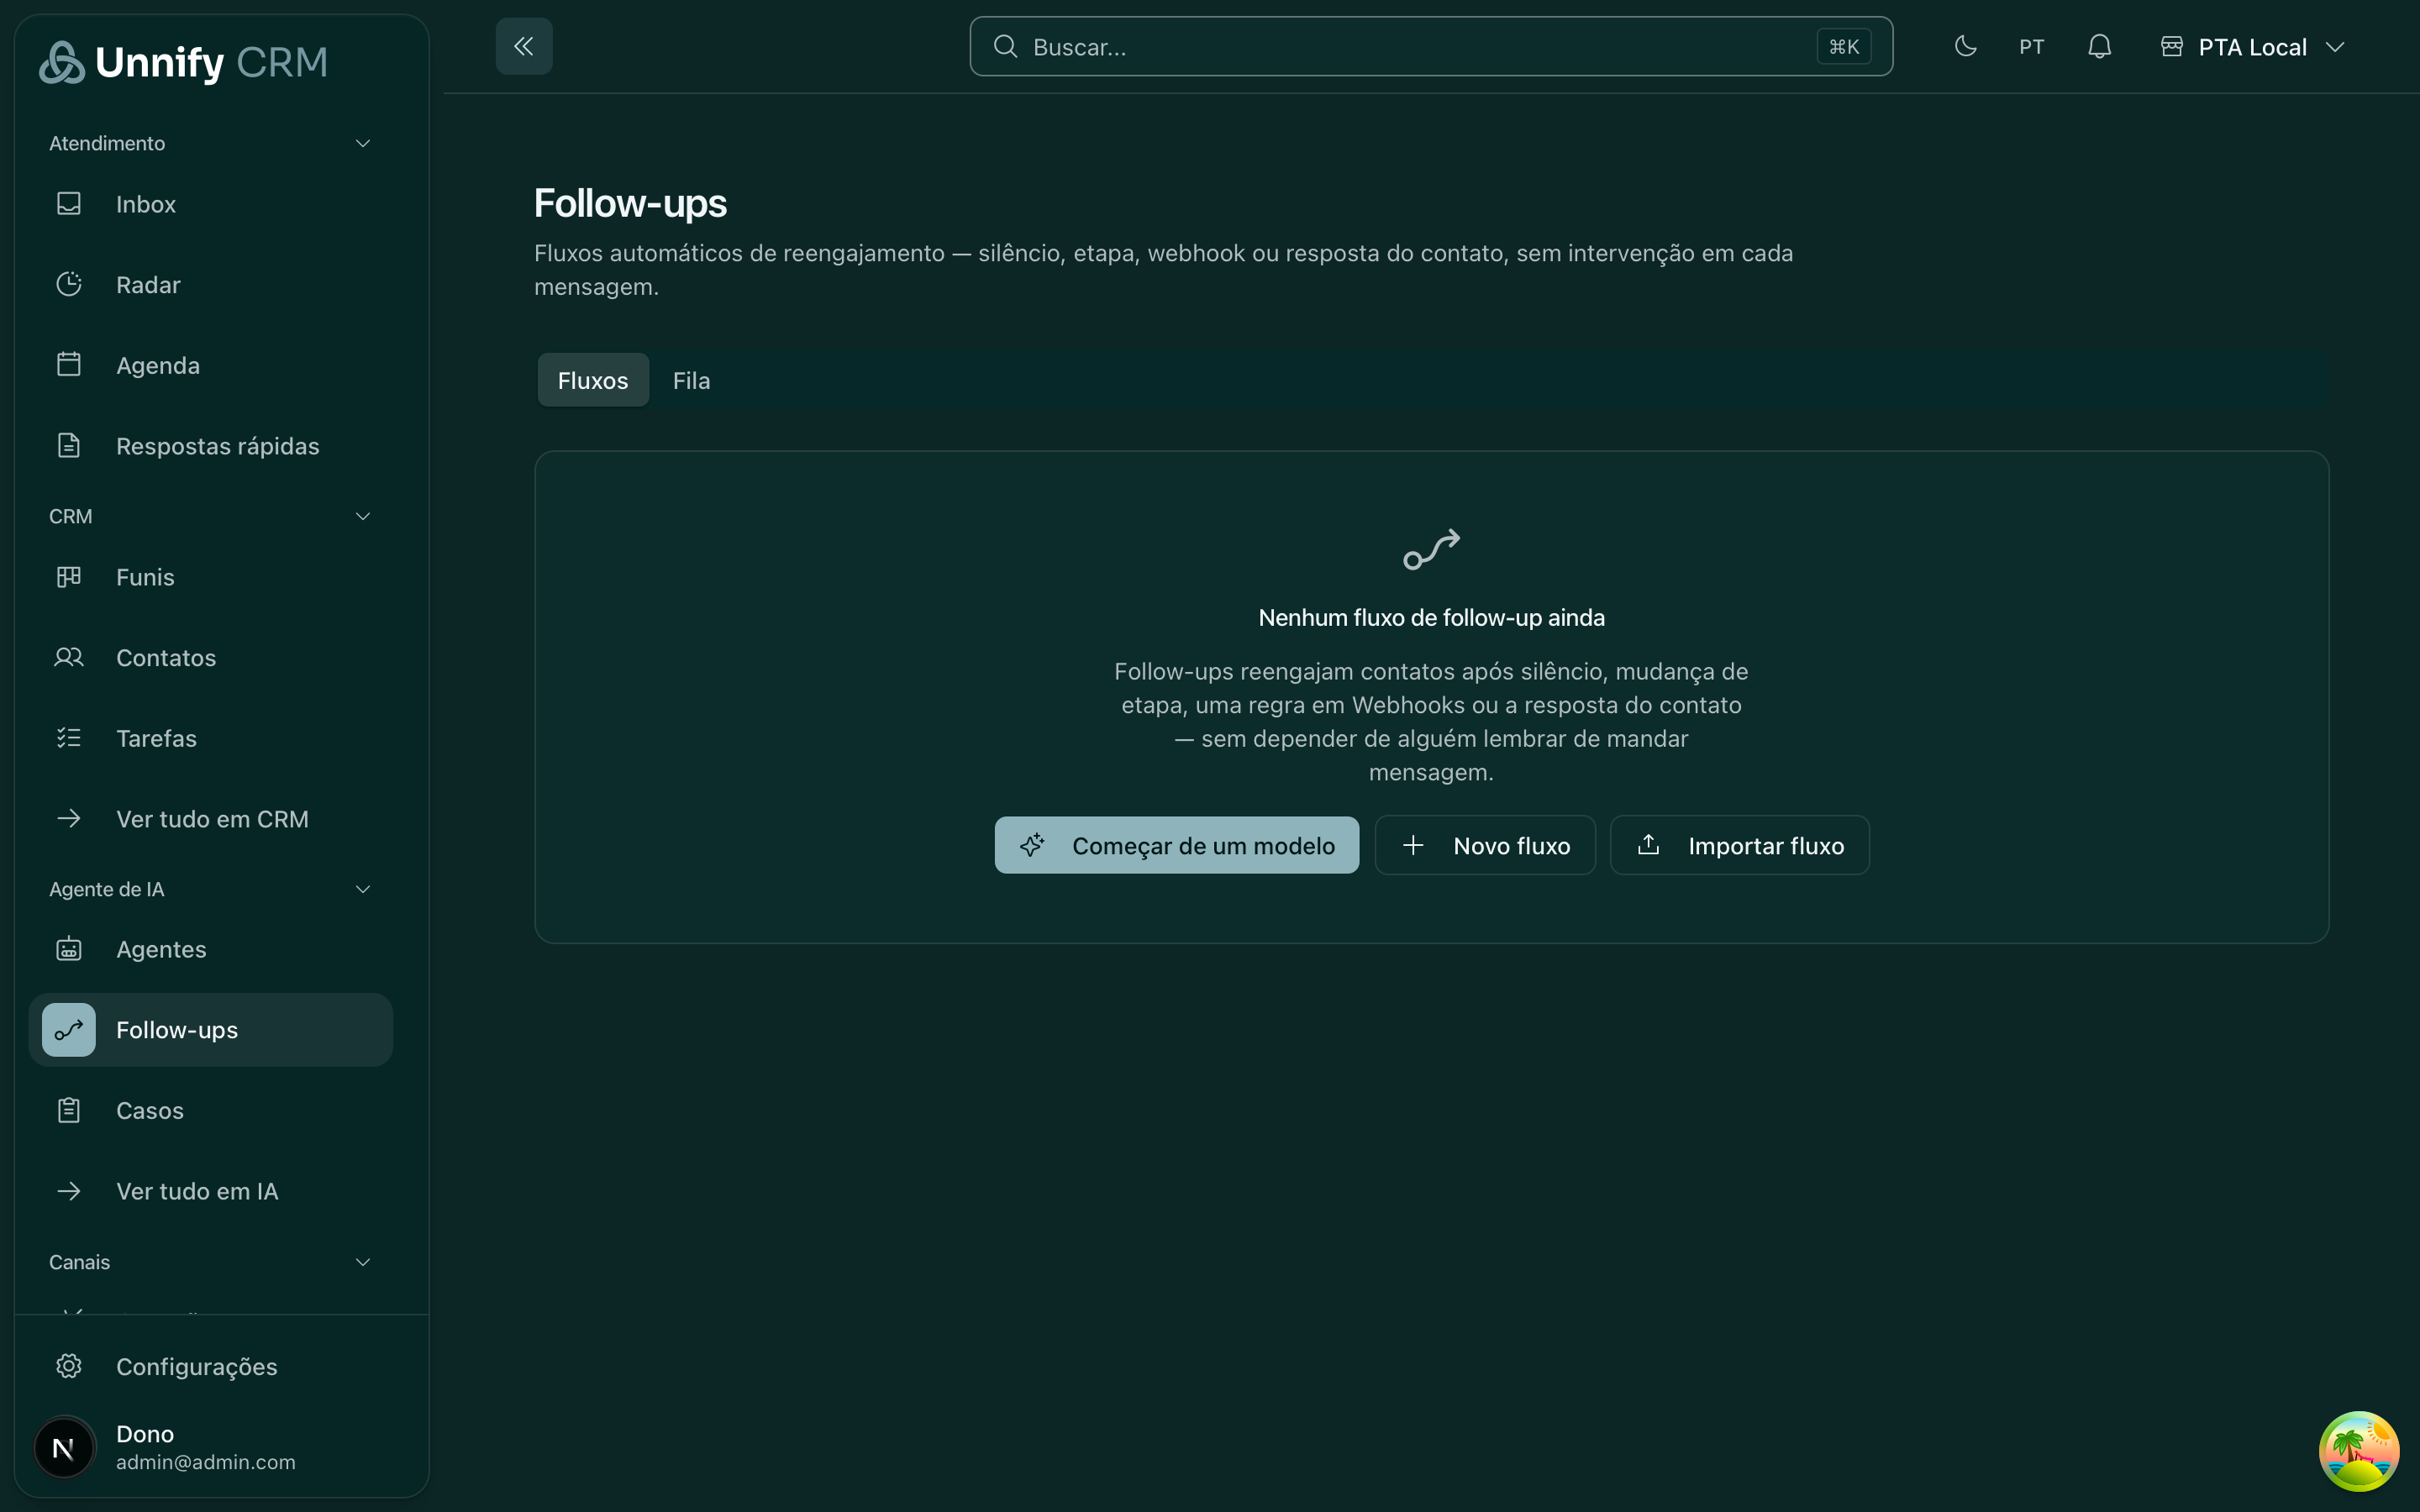 Unnify CRM
Atendimento
Inbox
Radar
Agenda
Respostas rápidas
CRM
Funis
Contatos
Tarefas
Ver tudo em CRM
Agente de IA
Agentes
Follow-ups
Casos
Ver tudo em IA
Canais
Configurações
N
Dono
admin@admin.com
Buscar...
⌘K
PT
PTA Local
Follow-ups
Fluxos automáticos de reengajamento — silêncio, etapa, webhook ou resposta do contato, sem intervenção em cada
mensagem.
Fluxos
Fila
Nenhum fluxo de follow-up ainda
Follow-ups reengajam contatos após silêncio, mudança de
etapa, uma regra em Webhooks ou a resposta do contato
— sem depender de alguém lembrar de mandar
mensagem.
Começar de um modelo
Novo fluxo
Importar fluxo